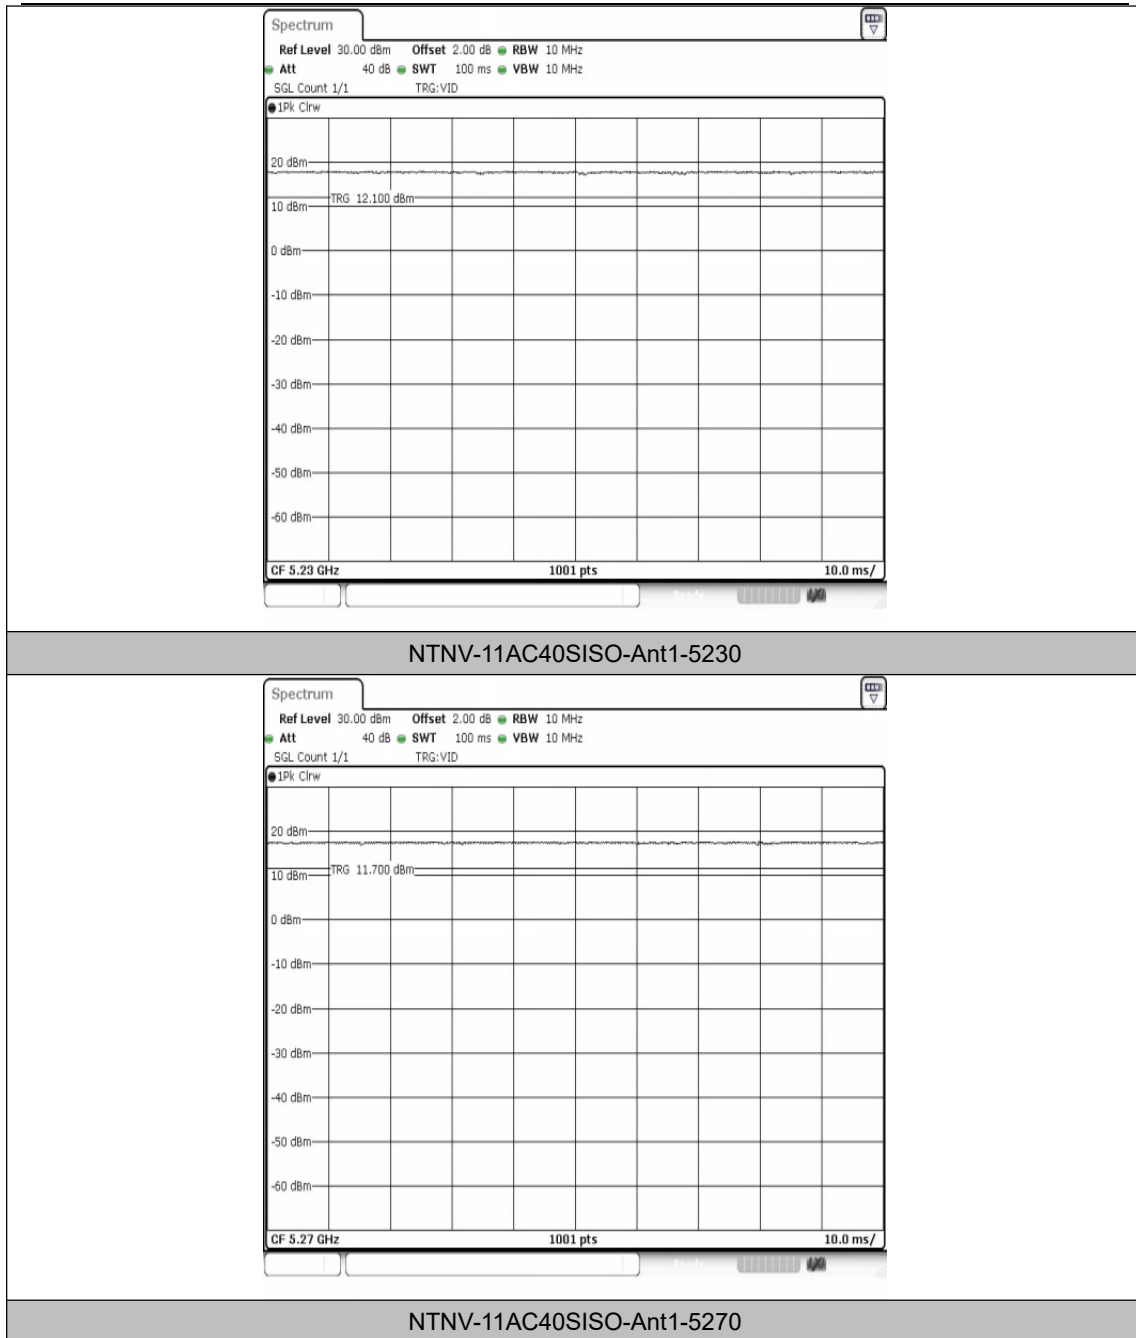 Spectrum
Ref Level 30.00 dBm Offset 2.00 dB RBW 10 MHz
Att 40 dB SWT 100 ms VBW 10 MHz
SGL Count 1/1 TRG:VID
1Pk Clrw
20 dBm
TRG 12.100 dBm
10 dBm
0 dBm
-10 dBm
-20 dBm
-30 dBm
-40 dBm
-50 dBm
-60 dBm
CF 5.23 GHz 1001 pts 10.0 ms/
Ready
NTNV-11AC40SISO-Ant1-5230
Spectrum
Ref Level 30.00 dBm Offset 2.00 dB RBW 10 MHz
Att 40 dB SWT 100 ms VBW 10 MHz
SGL Count 1/1 TRG:VID
1Pk Clrw
20 dBm
TRG 11.700 dBm
10 dBm
0 dBm
-10 dBm
-20 dBm
-30 dBm
-40 dBm
-50 dBm
-60 dBm
CF 5.27 GHz 1001 pts 10.0 ms/
Ready
NTNV-11AC40SISO-Ant1-5270